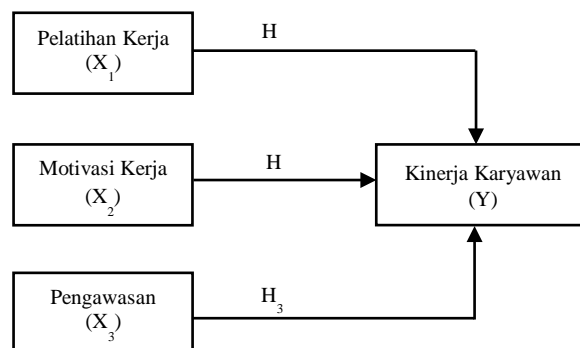 Pelatihan Kerja
(X₁)
H
Motivasi Kerja
(X₂)
H
Kinerja Karyawan
(Y)
Pengawasan
(X₃)
H₃